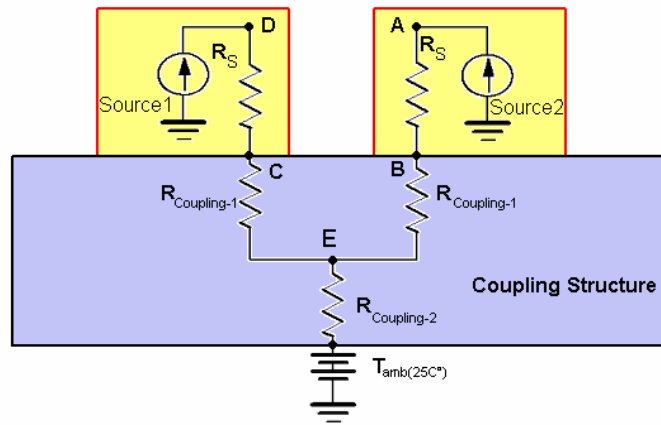 D
A
R_S
R_S
Source1
Source2
C
B
R_Coupling-1
R_Coupling-1
E
Coupling Structure
R_Coupling-2
T_amb(25C°)